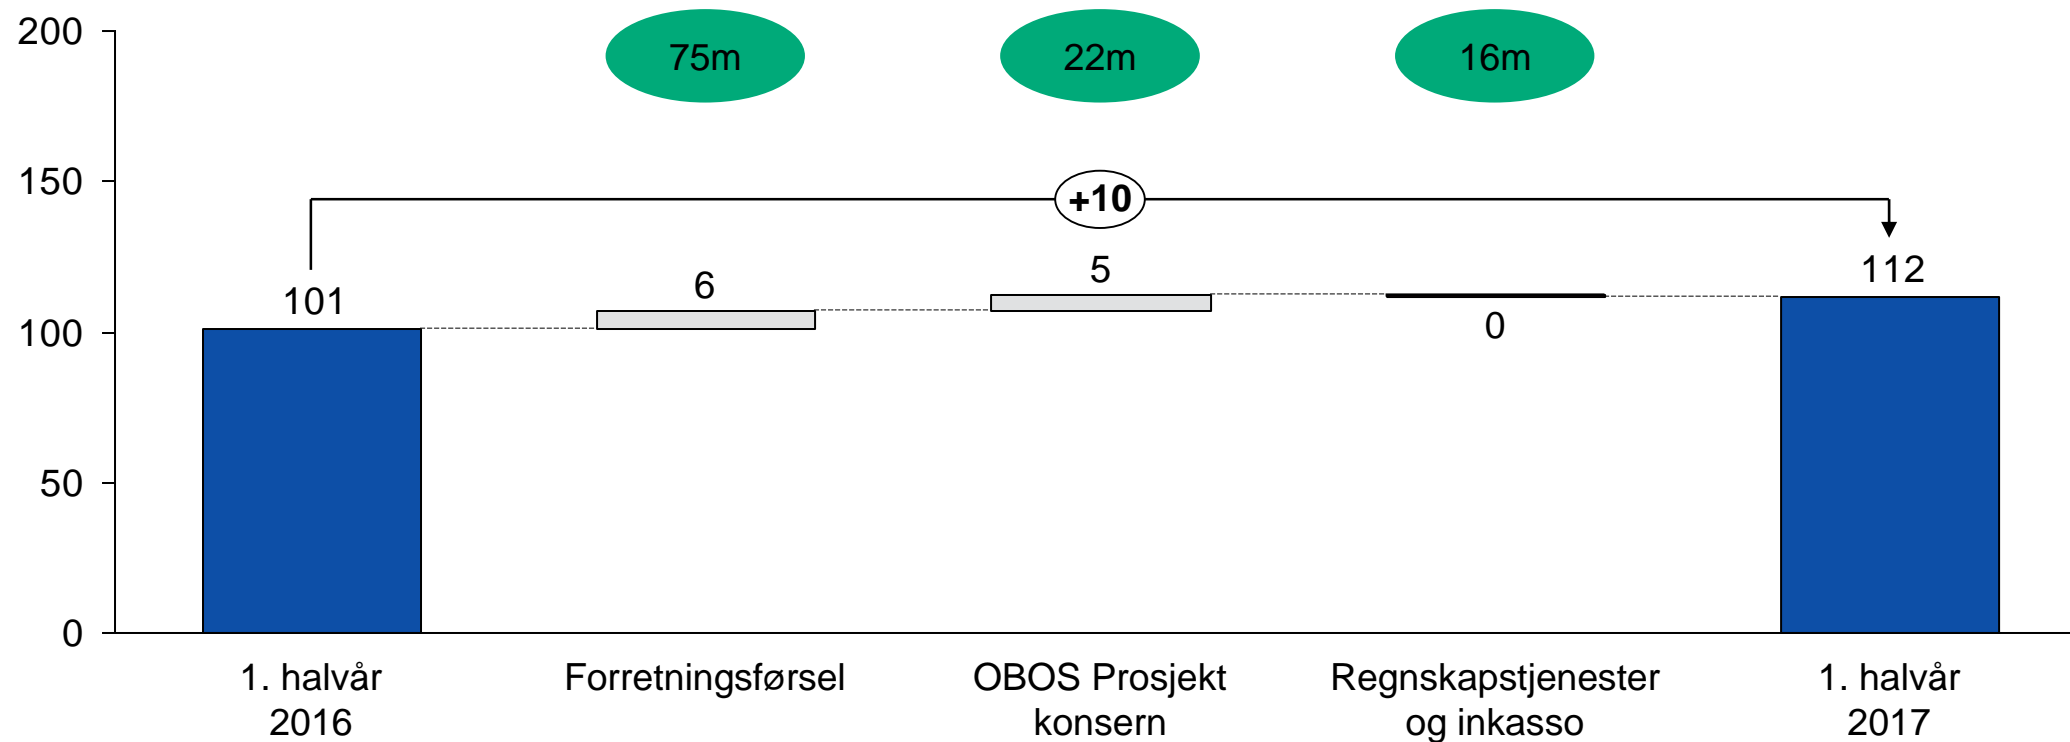 200
75m
22m
16m
150
+10
101
6
5
0
112
100
50
0
1. halvår
2016
Forretningsførsel
OBOS Prosjekt
konsern
Regnskapstjenester
og inkasso
1. halvår
2017